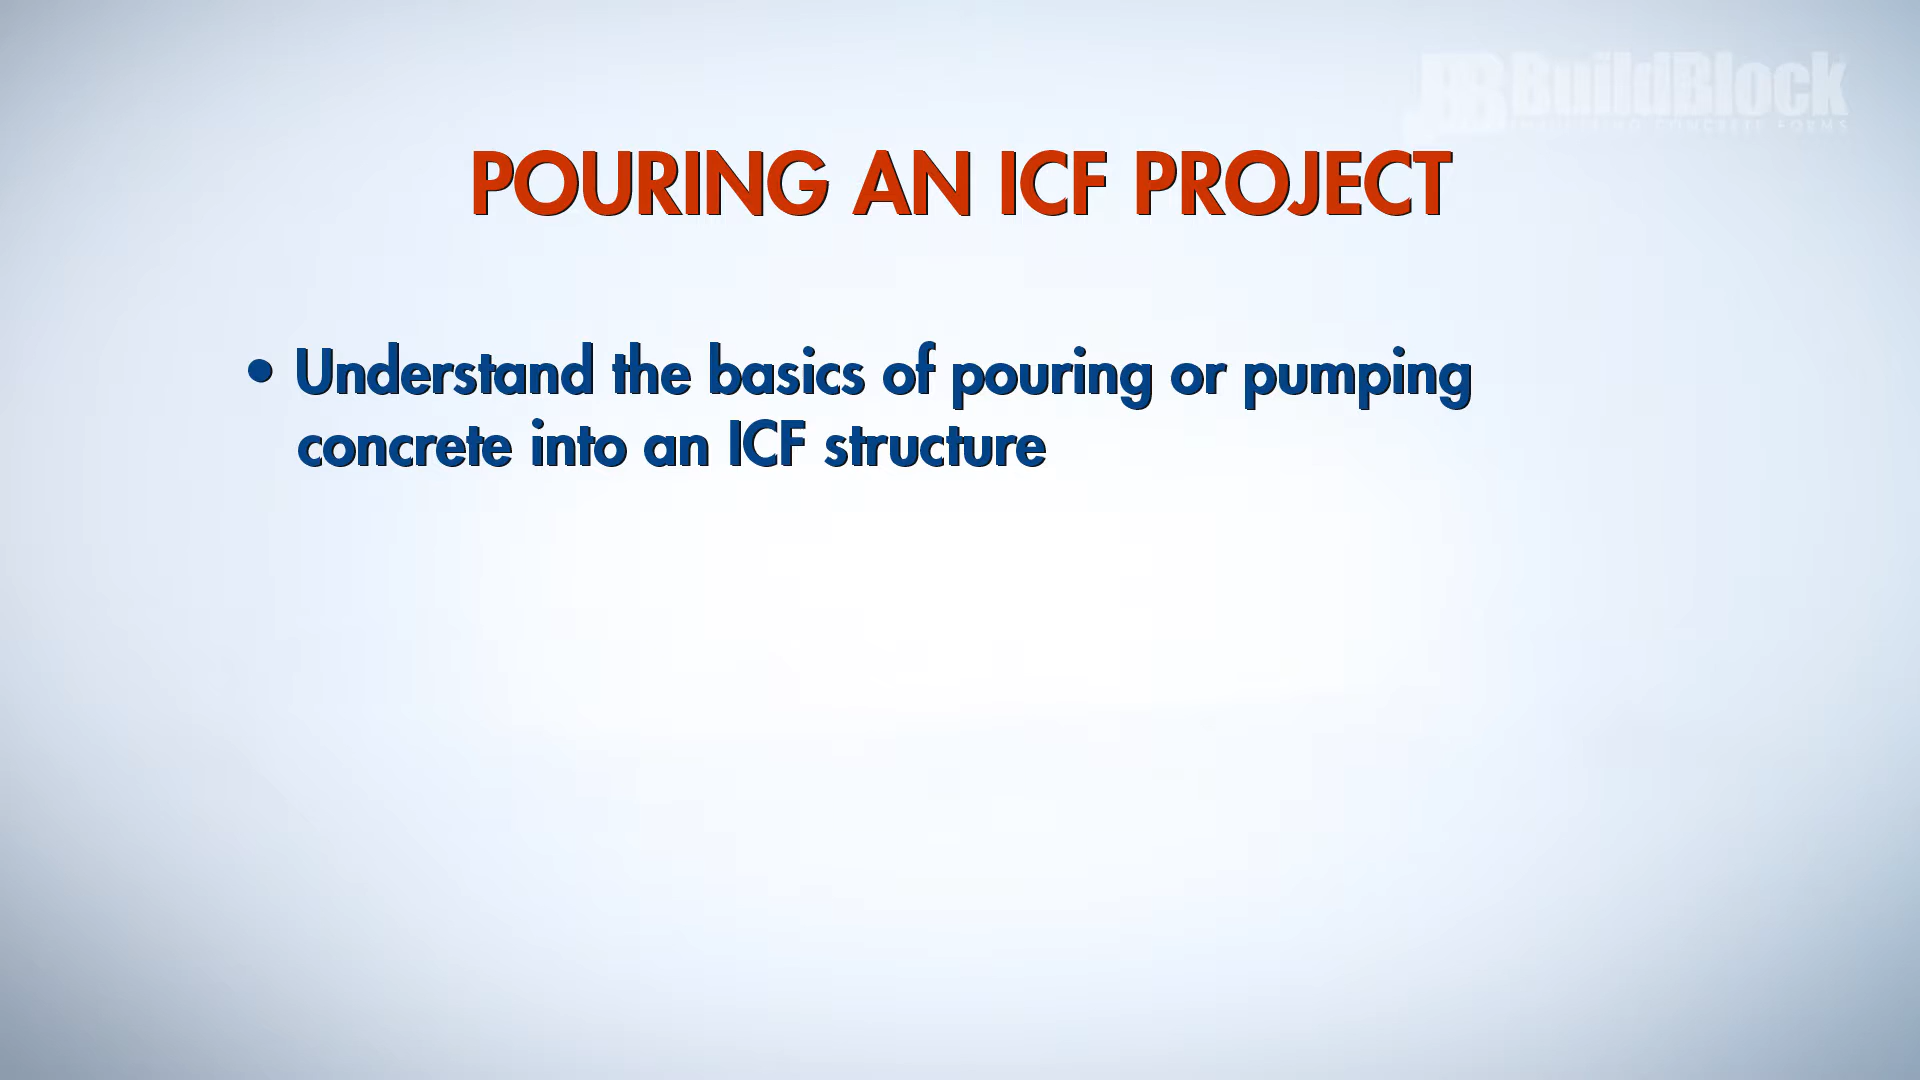 BuildBlock
POURING AN ICF PROJECT
• Understand the basics of pouring or pumping
concrete into an ICF structure